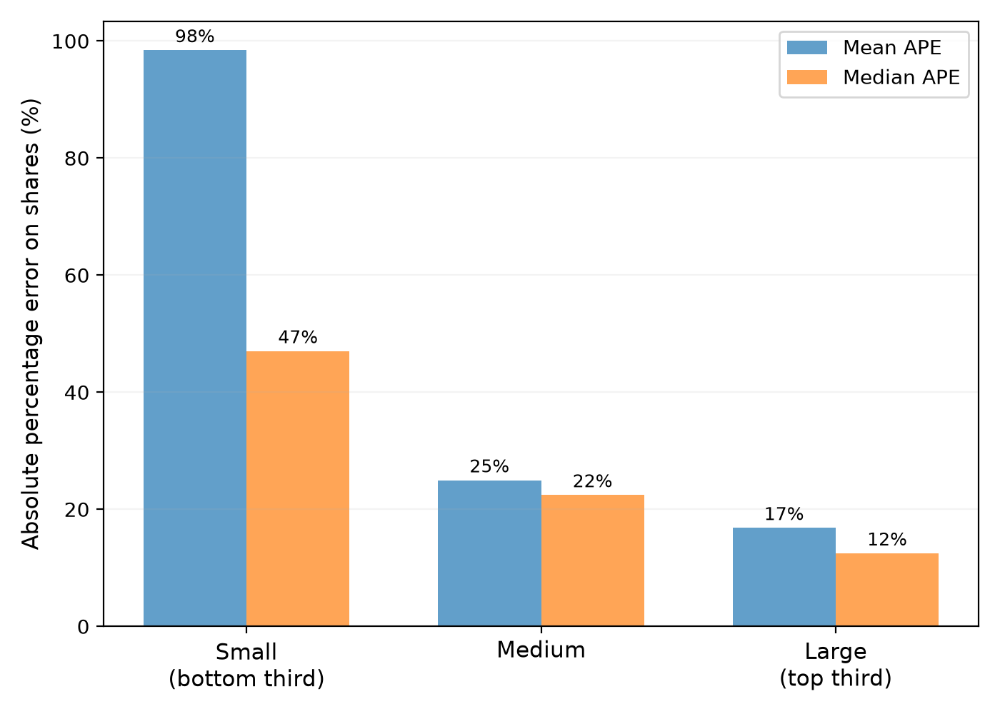 Mean APE
Median APE
98%
47%
25%
22%
17%
12%
100
80
60
40
20
0
Absolute percentage error on shares (%)
Small
(bottom third)
Medium
Large
(top third)